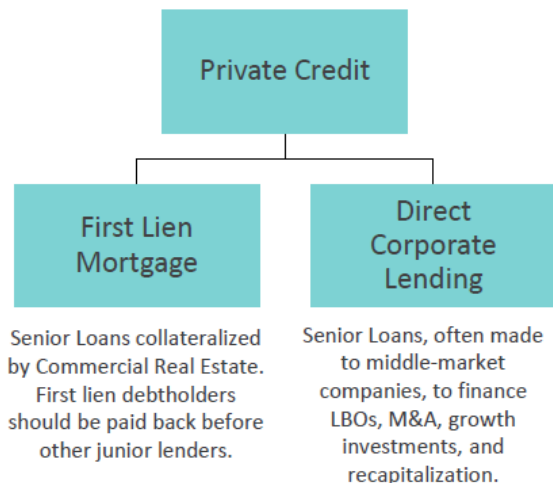 Private Credit
First Lien
Mortgage
Direct
Corporate
Lending
Senior Loans collateralized
by Commercial Real Estate.
First lien debtholders
should be paid back before
other junior lenders.
Senior Loans, often made
to middle-market
companies, to finance
LBOs, M&A, growth
investments, and
recapitalization.